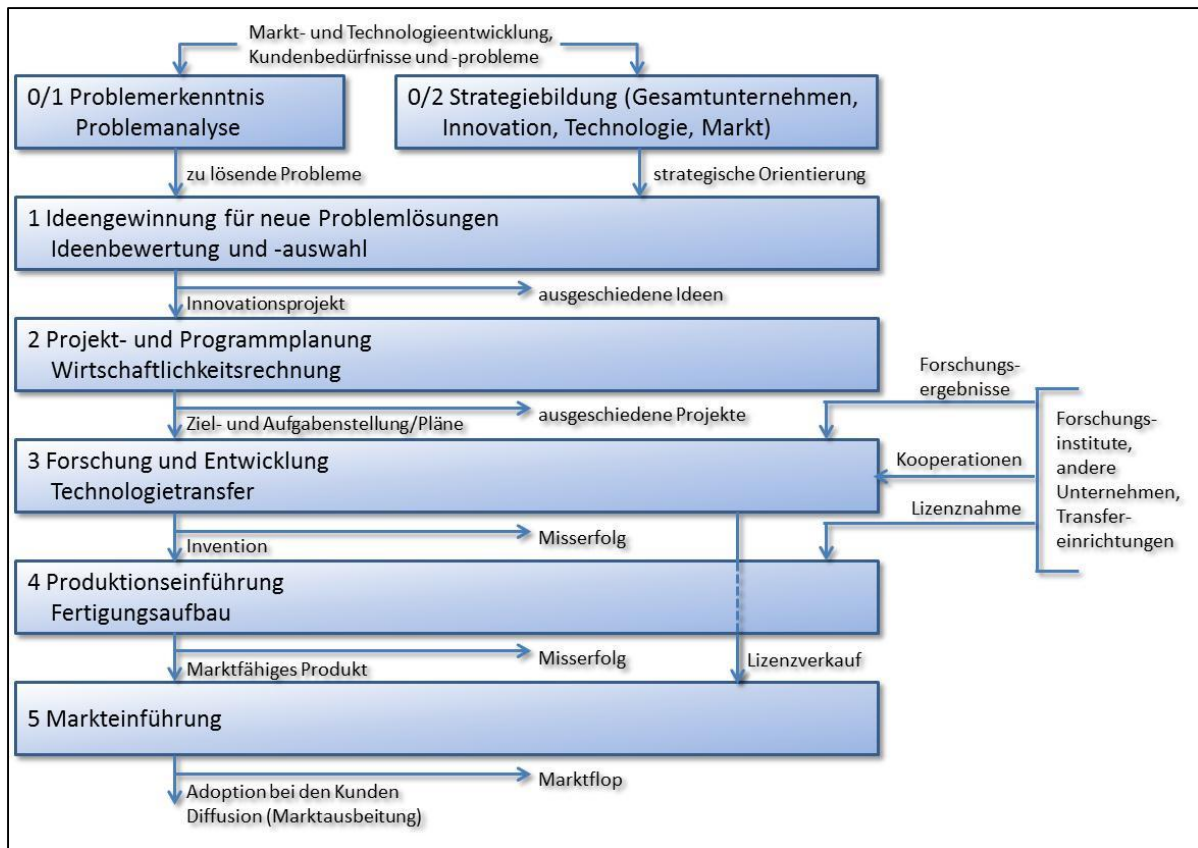 Markt- und Technologieentwicklung,
Kundenbedürfnisse und -probleme
0/1 Problemerkenntnis
Problemanalyse
0/2 Strategiebildung (Gesamtunternehmen,
Innovation, Technologie, Markt)
zu lösende Probleme
strategische Orientierung
1 Ideengewinnung für neue Problemlösungen
Ideenbewertung und -auswahl
Innovationsprojekt
ausgeschiedene Ideen
2 Projekt- und Programmplanung
Wirtschaftlichkeitsrechnung
Ziel- und Aufgabenstellung/Pläne
ausgeschiedene Projekte
Forschungs-
ergebnisse
Kooperationen
Lizenznahme
Forschungs-
institute,
andere
Unternehmen,
Transfer-
einrichtungen
3 Forschung und Entwicklung
Technologietransfer
Invention
Misserfolg
4 Produktionseinführung
Fertigungsaufbau
Marktfähiges Produkt
Misserfolg
Lizenzverkauf
5 Markteinführung
Adoption bei den Kunden
Diffusion (Marktausbeitung)
Marktflop